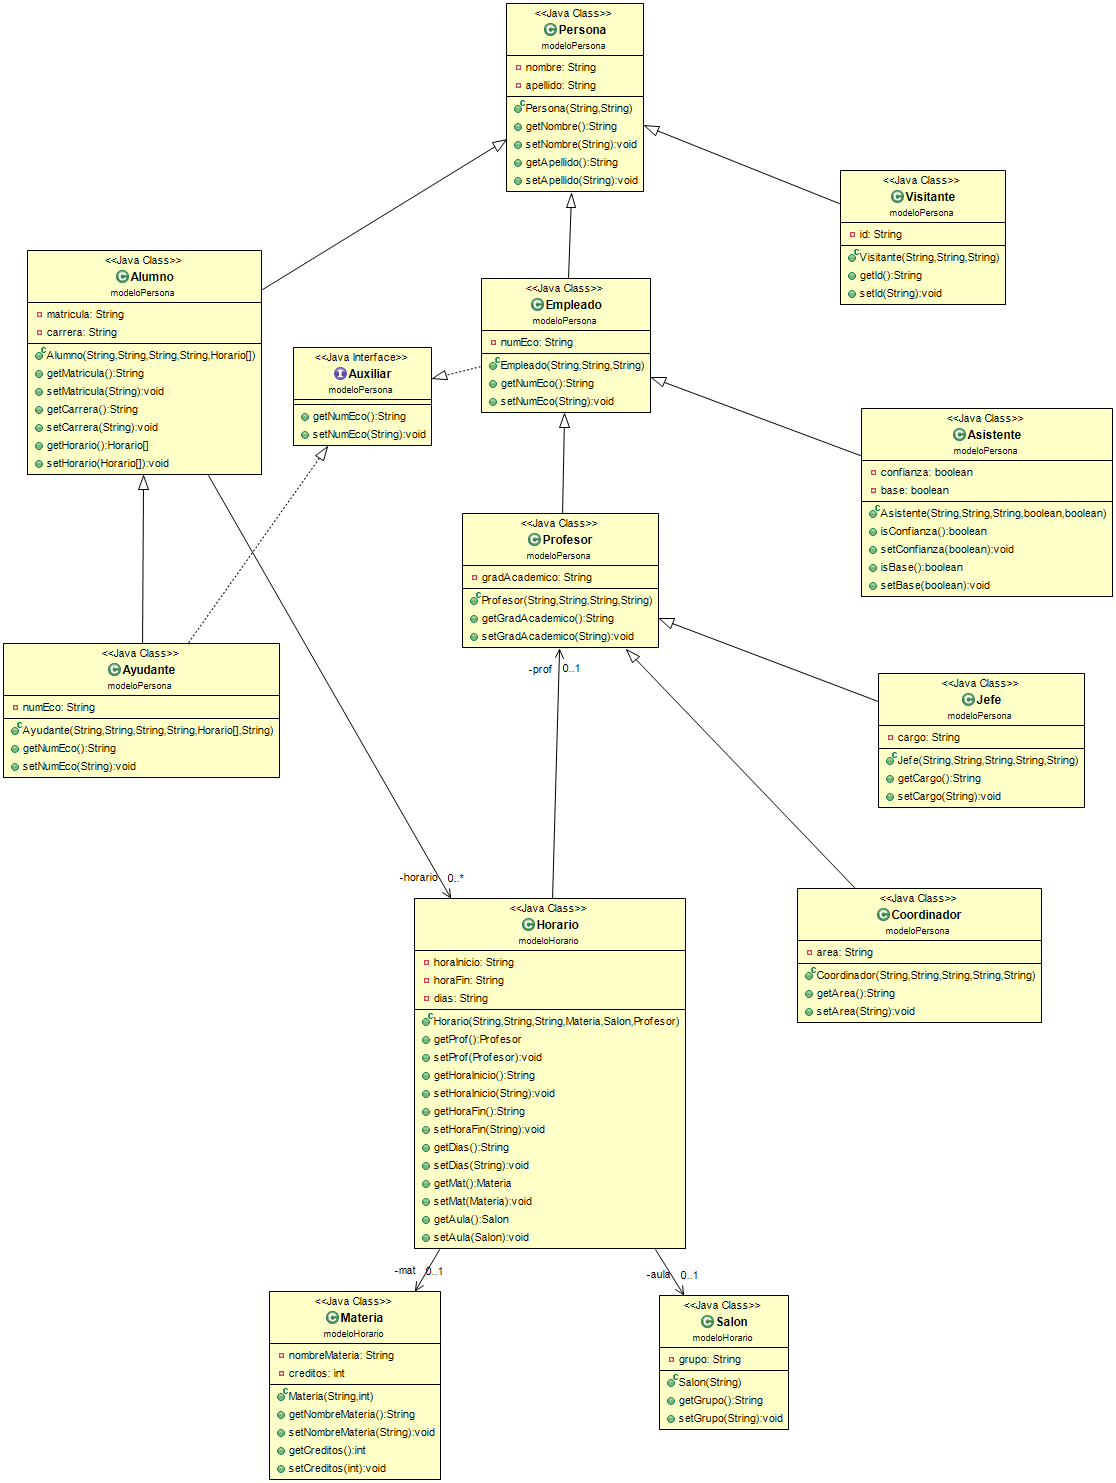 <<Java Class>>
Persona
modeloPersona
nombre: String
apellido: String
Persona(String,String)
getNombre():String
setNombre(String):void
getApellido():String
setApellido(String):void
<<Java Class>>
Visitante
modeloPersona
id: String
Visitante(String,String,String)
getId():String
setId(String):void
<<Java Class>>
Alumno
modeloPersona
matricula: String
carrera: String
Alumno(String,String,String,String,Horario[])
getMatricula():String
setMatricula(String):void
getCarrera():String
setCarrera(String):void
getHorario():Horario[]
setHorario(Horario[]):void
<<Java Class>>
Empleado
modeloPersona
numEco: String
Empleado(String,String,String)
getNumEco():String
setNumEco(String):void
<<Java Interface>>
Auxiliar
modeloPersona
getNumEco():String
setNumEco(String):void
<<Java Class>>
Asistente
modeloPersona
confianza: boolean
base: boolean
Asistente(String,String,String,boolean,boolean)
isConfianza():boolean
setConfianza(boolean):void
isBase():boolean
setBase(boolean):void
<<Java Class>>
Profesor
modeloPersona
gradAcademico: String
Profesor(String,String,String,String)
getGradAcademico():String
setGradAcademico(String):void
-prof 0..1
<<Java Class>>
Ayudante
modeloPersona
numEco: String
Ayudante(String,String,String,String,Horario[],String)
getNumEco():String
setNumEco(String):void
<<Java Class>>
Jefe
modeloPersona
cargo: String
Jefe(String,String,String,String,String)
getCargo():String
setCargo(String):void
-horario 0..*
<<Java Class>>
Coordinador
modeloPersona
area: String
Coordinador(String,String,String,String,String)
getArea():String
setArea(String):void
<<Java Class>>
Horario
modeloHorario
horaInicio: String
horaFin: String
dias: String
Horario(String,String,String,Materia,Salon,Profesor)
getProf():Profesor
setProf(Profesor):void
getHoraInicio():String
setHoraInicio(String):void
getHoraFin():String
setHoraFin(String):void
getDias():String
setDias(String):void
getMat():Materia
setMat(Materia):void
getAula():Salon
setAula(Salon):void
-mat 0..1
-aula 0..1
<<Java Class>>
Materia
modeloHorario
nombreMateria: String
creditos: int
Materia(String,int)
getNombreMateria():String
setNombreMateria(String):void
getCreditos():int
setCreditos(int):void
<<Java Class>>
Salon
modeloHorario
grupo: String
Salon(String)
getGrupo():String
setGrupo(String):void